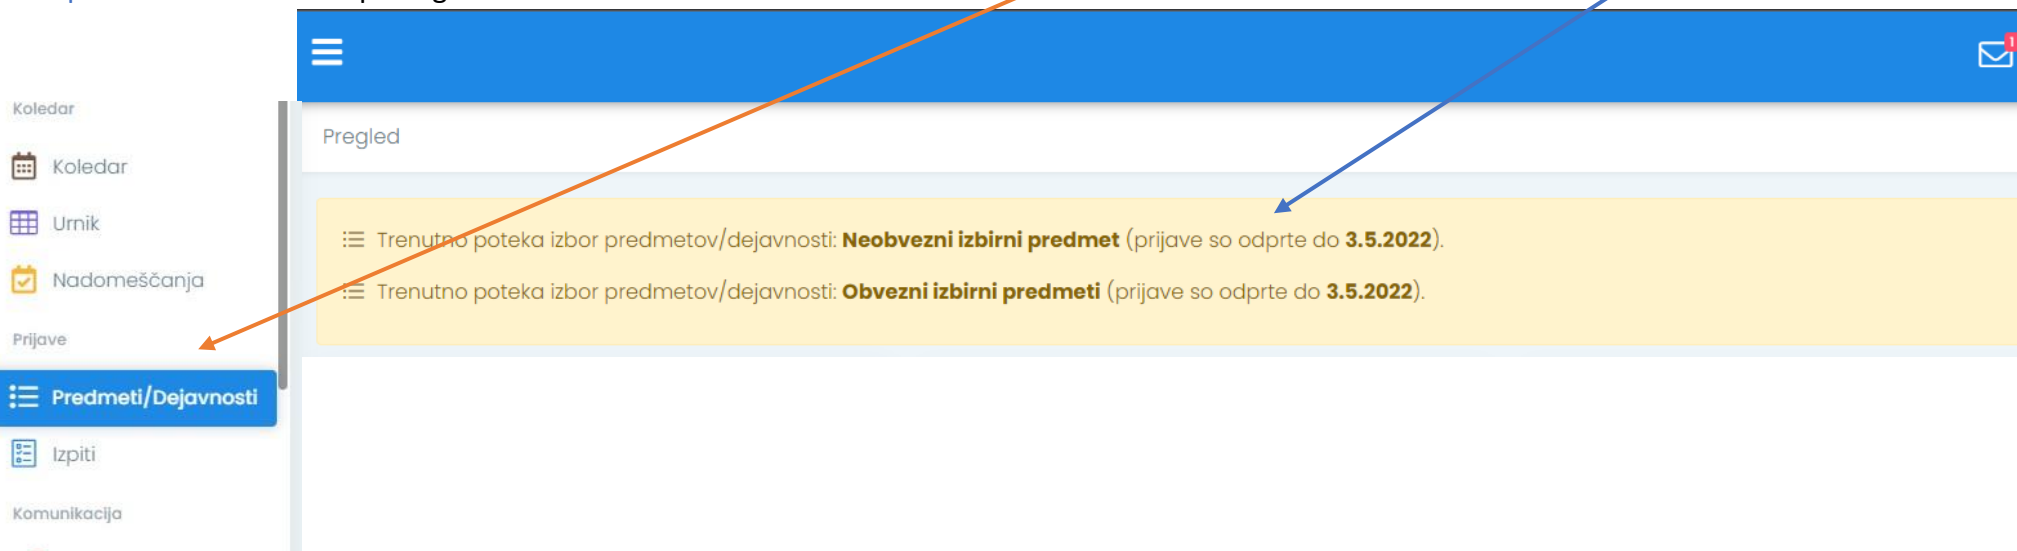 1
Koledar
Pregled
Koledar
Urnik
Nadomeščanja
Trenutno poteka izbor predmetov/dejavnosti: Neobvezni izbirni predmet (prijave so odprte do 3.5.2022).
Trenutno poteka izbor predmetov/dejavnosti: Obvezni izbirni predmeti (prijave so odprte do 3.5.2022).
Prijave
Predmeti/Dejavnosti
Izpiti
Komunikacija